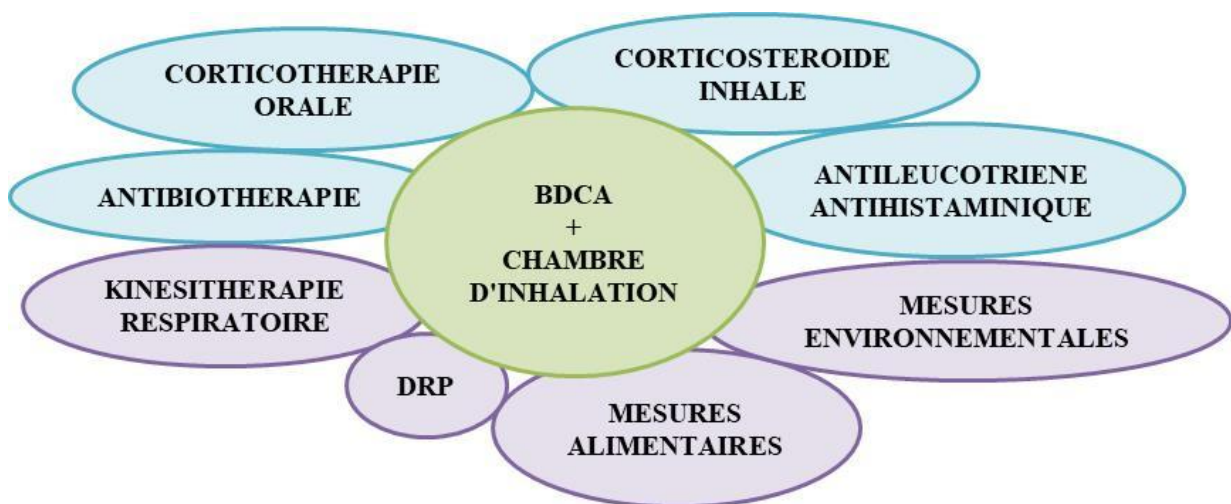 CORTICOTHERAPIE
ORALE
CORTICOSTEROIDE
INHALE
ANTIBIOTHERAPIE
BDCA
+
CHAMBRE
D'INHALATION
ANTILEUCOTRIENE
ANTIHISTAMINIQUE
KINESITHERAPIE
RESPIRATOIRE
MESURES
ENVIRONNEMENTALES
DRP
MESURES
ALIMENTAIRES